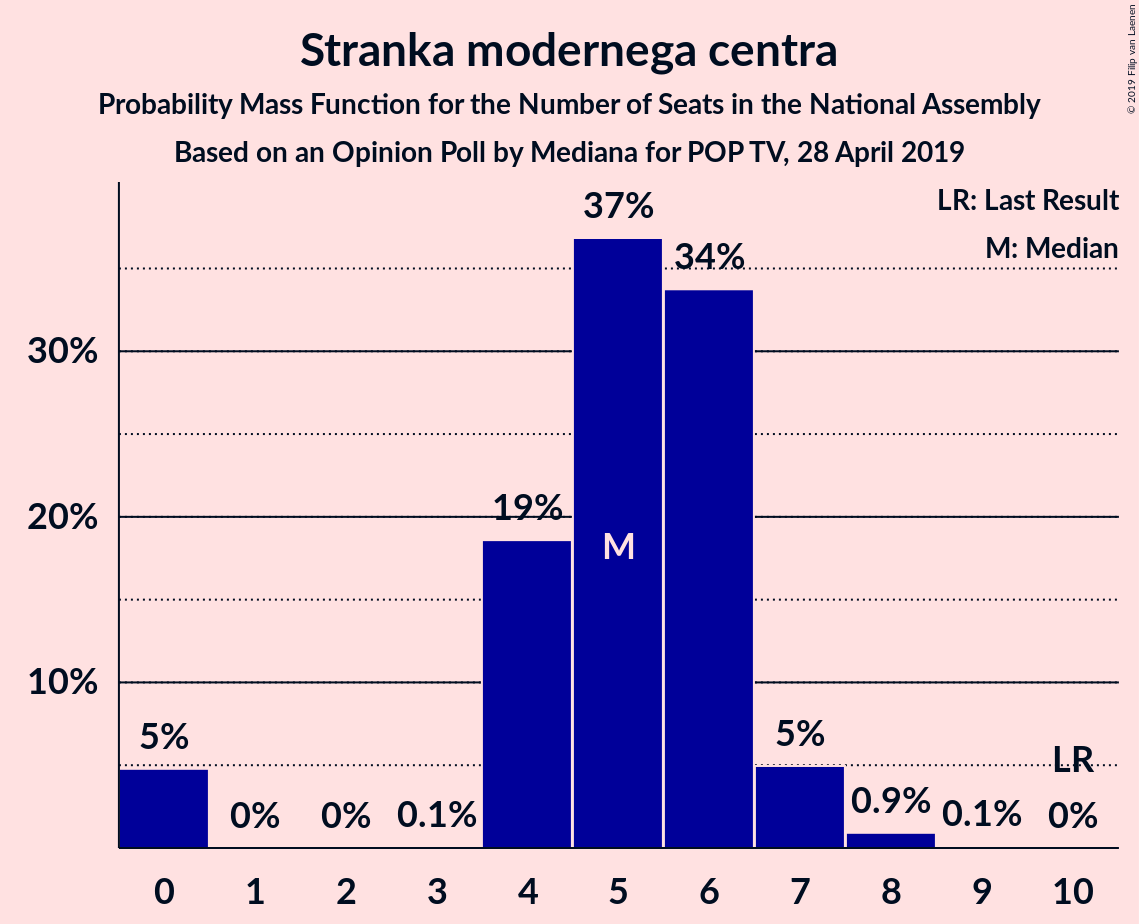 Stranka modernega centra
Probability Mass Function for the Number of Seats in the National Assembly
Based on an Opinion Poll by Mediana for POP TV, 28 April 2019
© 2019 Filip van Laenen
LR: Last Result
M: Median
37%
34%
30%
19%
20%
M
10%
5%
5%
LR
0%
0%
0.1%
0.9%
0.1%
0%
0 1 2 3 4 5 6 7 8 9 10